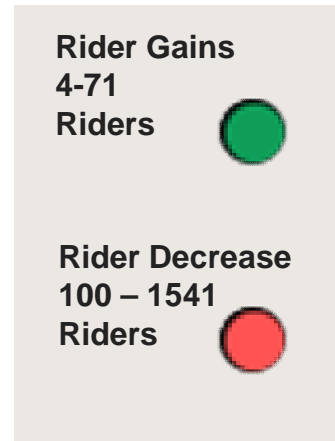 Rider Gains
4-71
Riders
Rider Decrease
100 – 1541
Riders